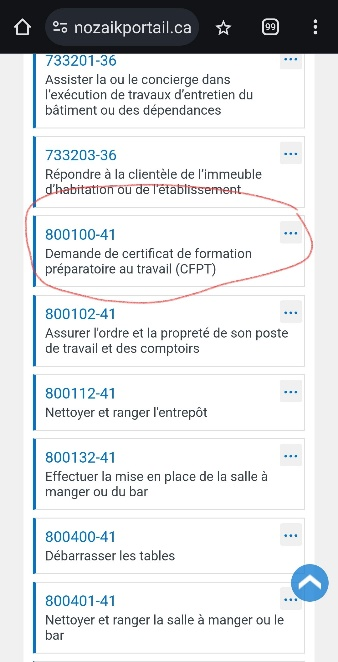 nozaikportail.ca
99
733201-36
Assister la ou le concierge dans
l'exécution de travaux d'entretien du
bâtiment ou des dépendances
733203-36
Répondre à la clientèle de l'immeuble
d'habitation ou de l'établissement
800100-41
Demande de certificat de formation
préparatoire au travail (CFPT)
800102-41
Assurer l'ordre et la propreté de son poste
de travail et des comptoirs
800112-41
Nettoyer et ranger l'entrepôt
800132-41
Effectuer la mise en place de la salle à
manger ou du bar
800400-41
Débarrasser les tables
800401-41
Nettoyer et ranger la salle à manger ou le
bar